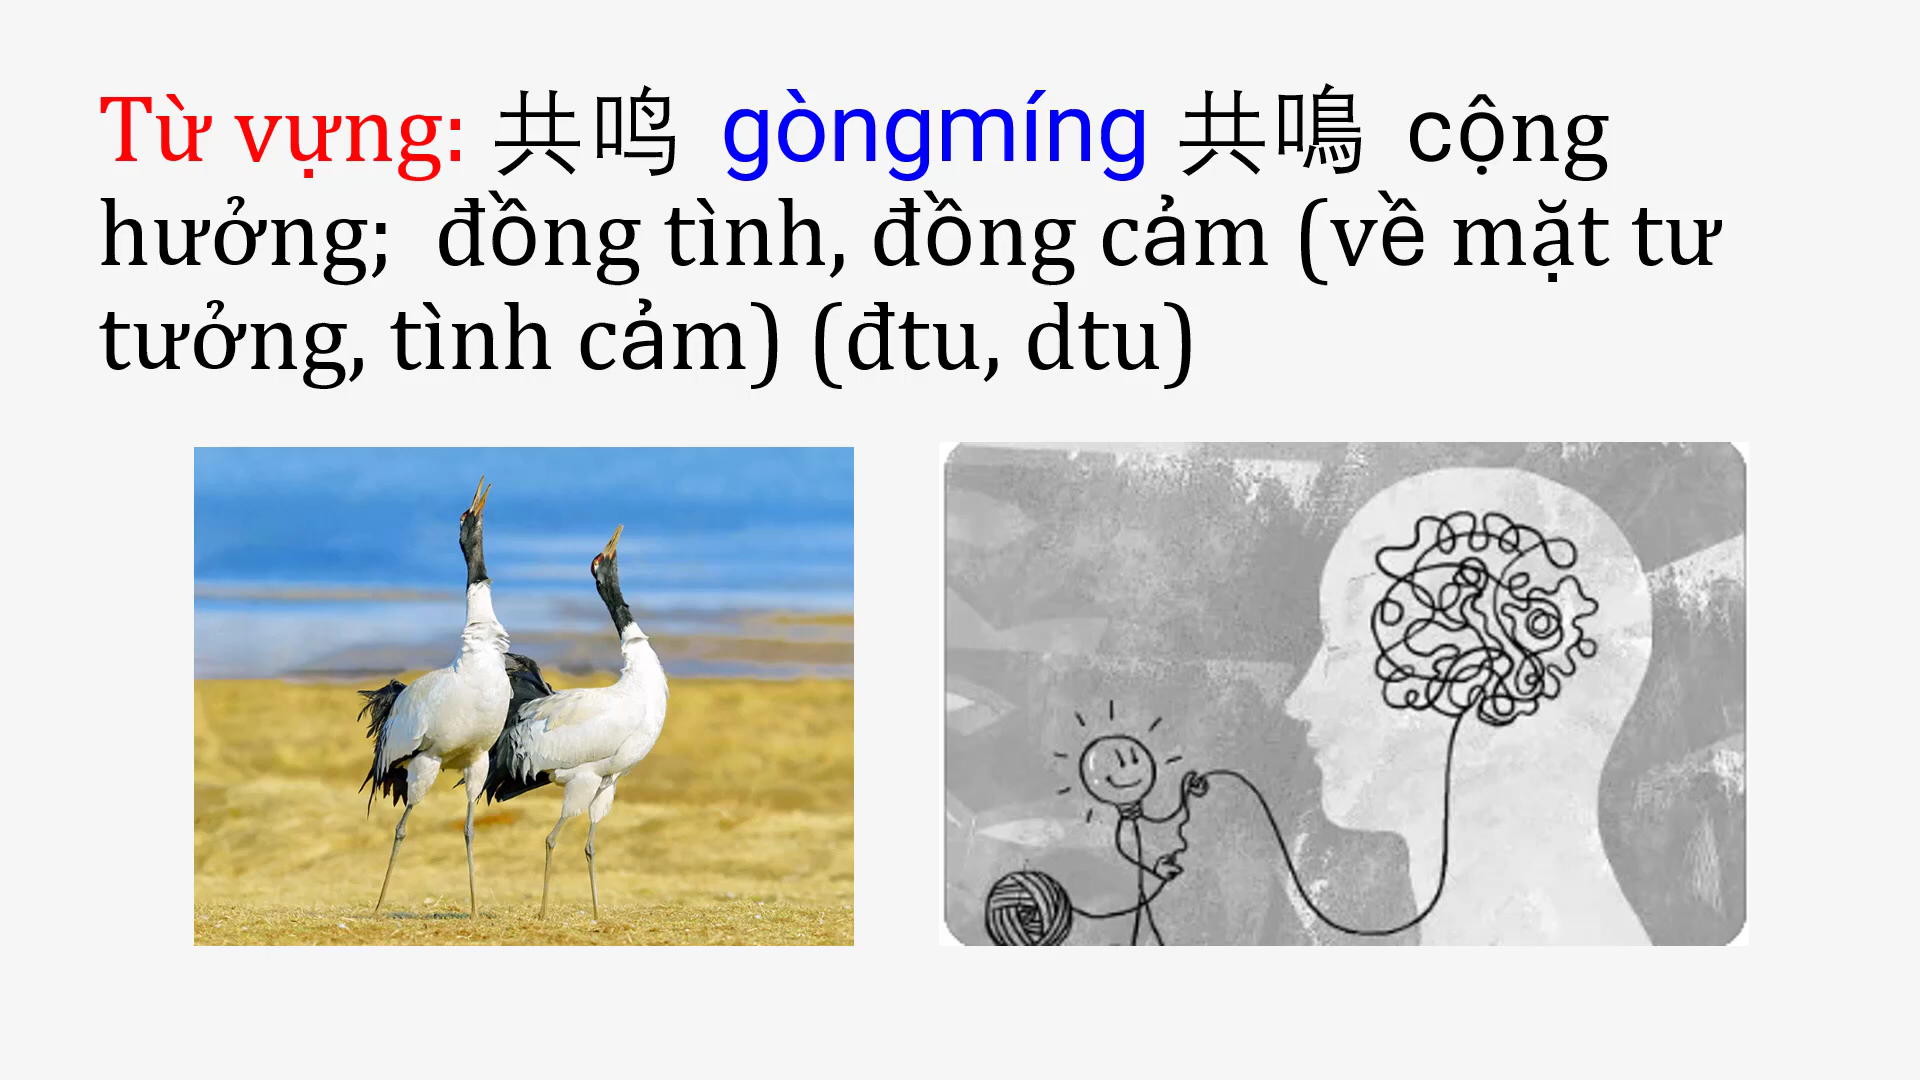 Từ vựng: 共鸣 gòngmíng 共鳴 cộng
hưởng; đồng tình, đồng cảm (về mặt tư
tưởng, tình cảm) (đtu, dtu)